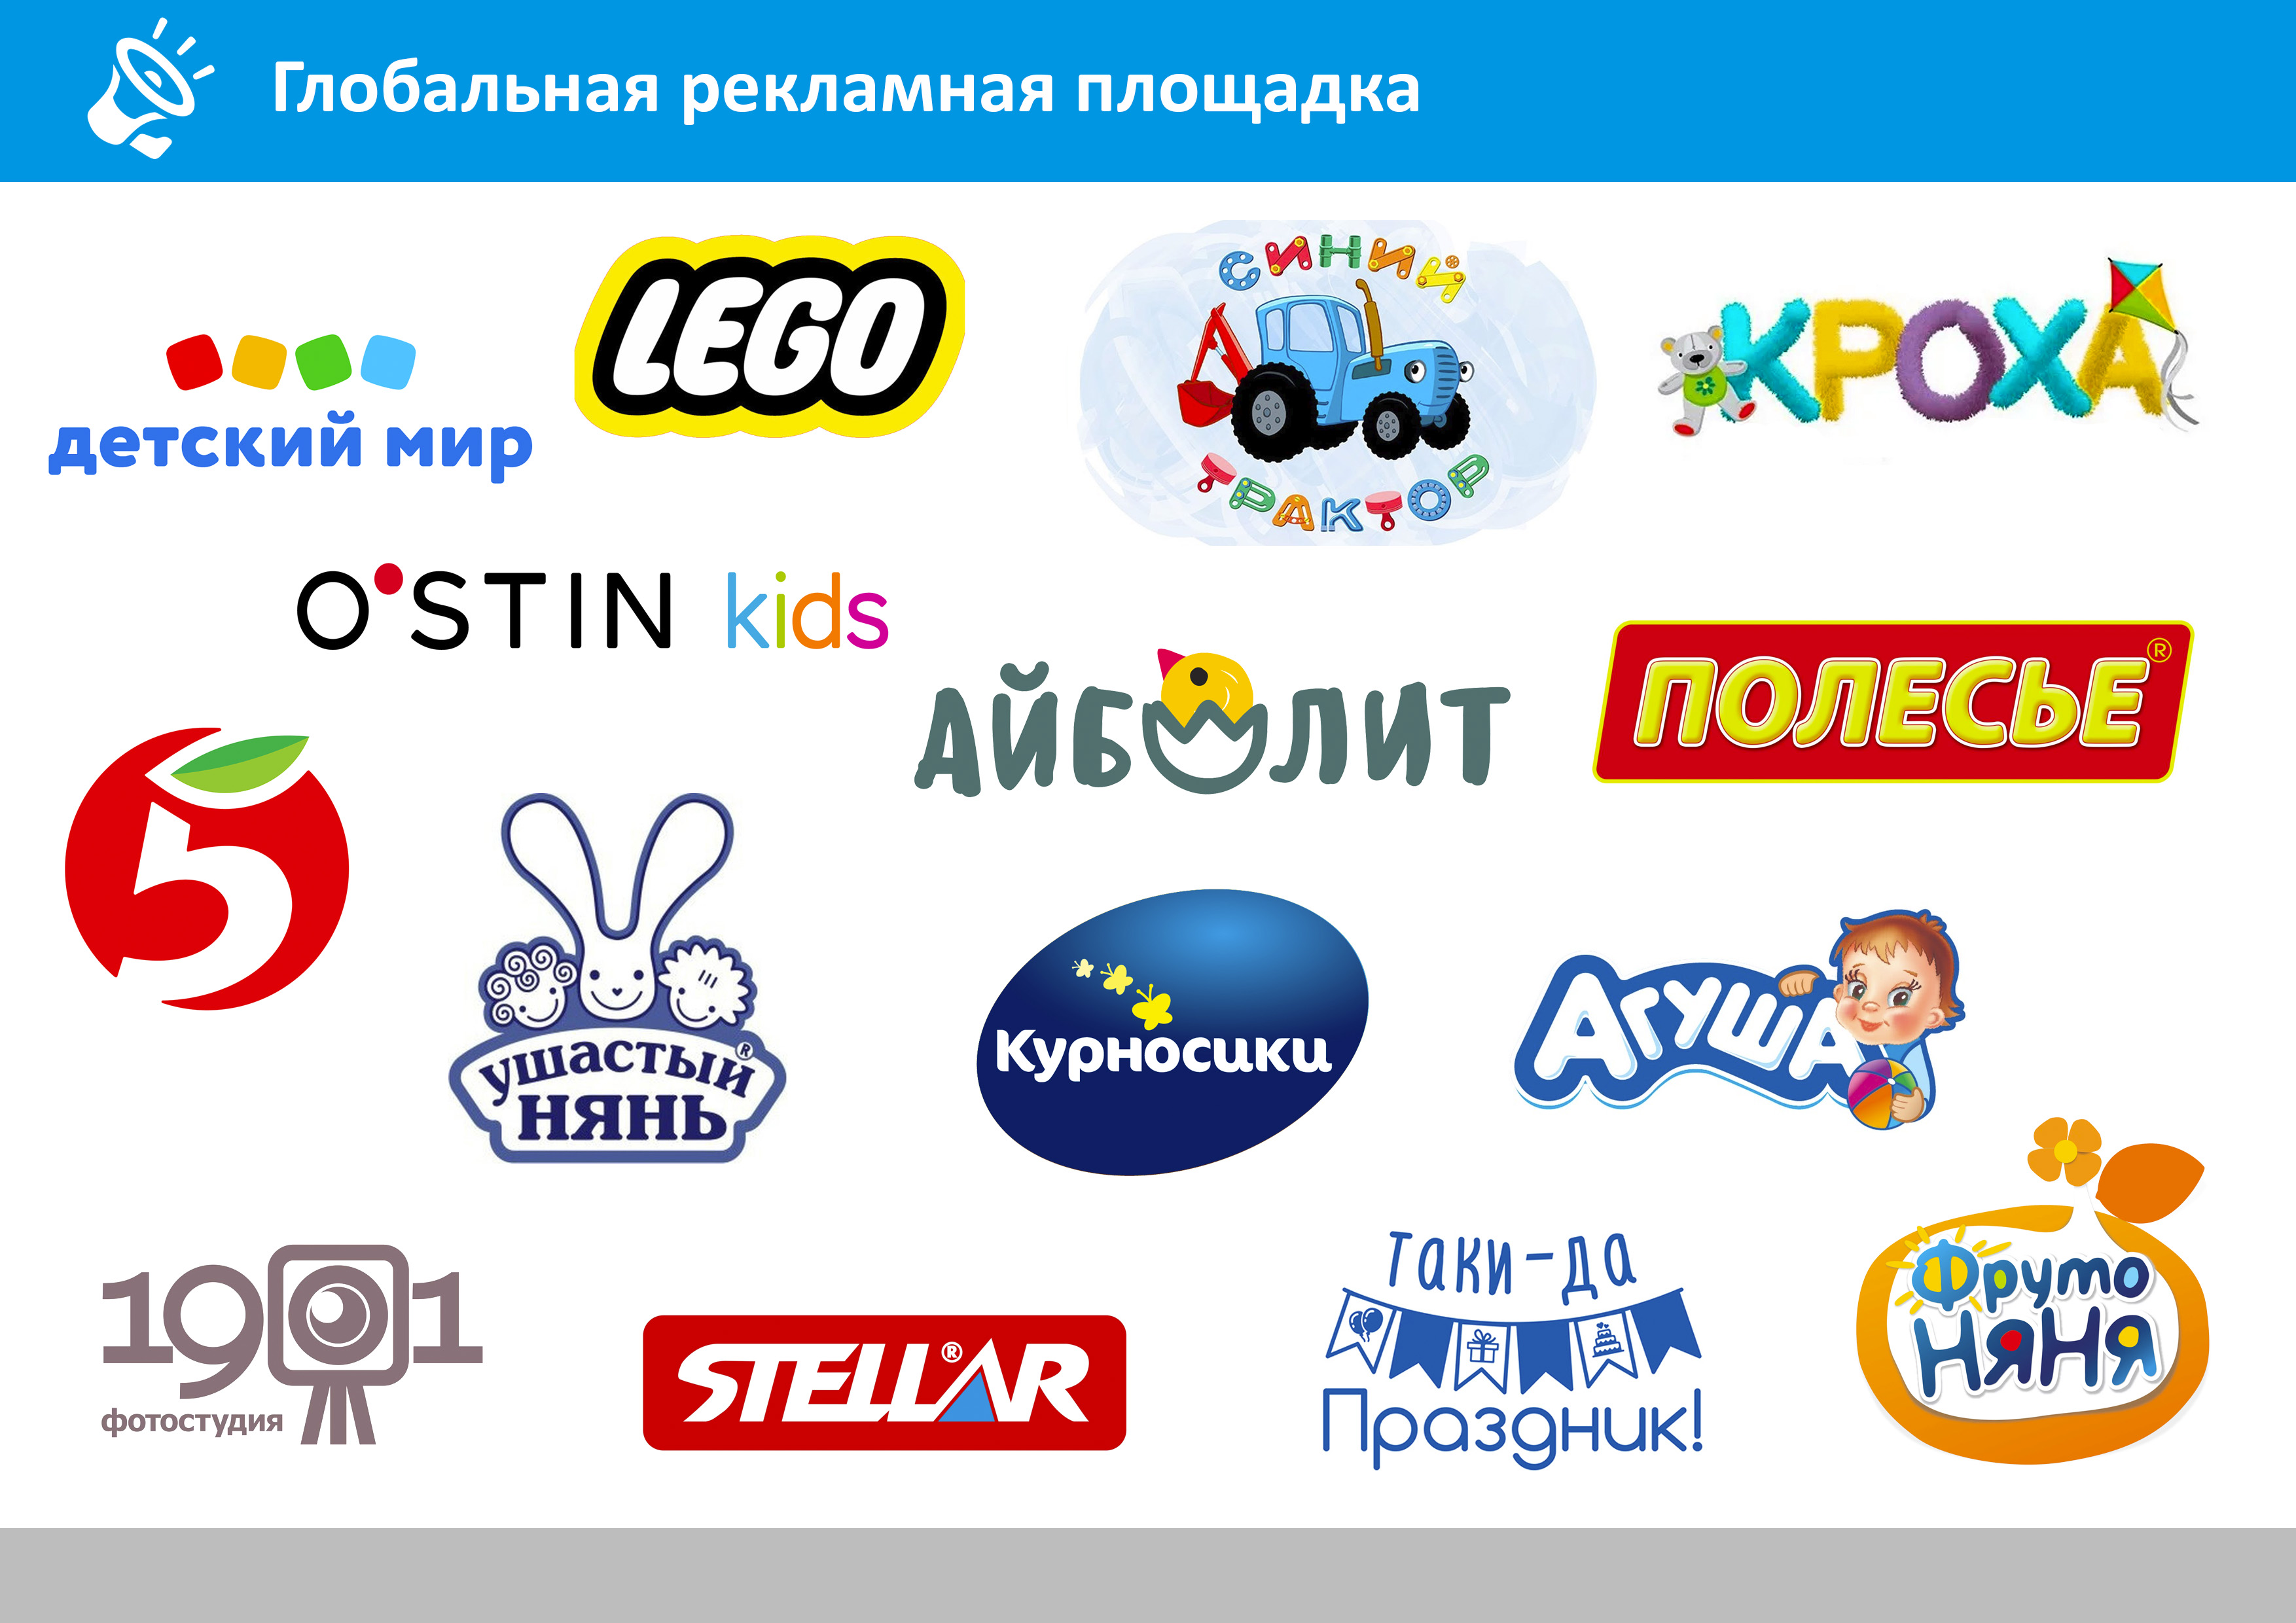 Глобальная рекламная площадка
LEGO
СИНИЙ
ТРАКТОР
КРОХА
детский мир
O'STIN kids
АЙБОЛИТ
ПОЛЕСЬЕ®
5
ушастый®
нянь
Курносики
Агуша
1901
фотостудия
STELLAR®
Таки-да
Праздник!
Фруто
Няня